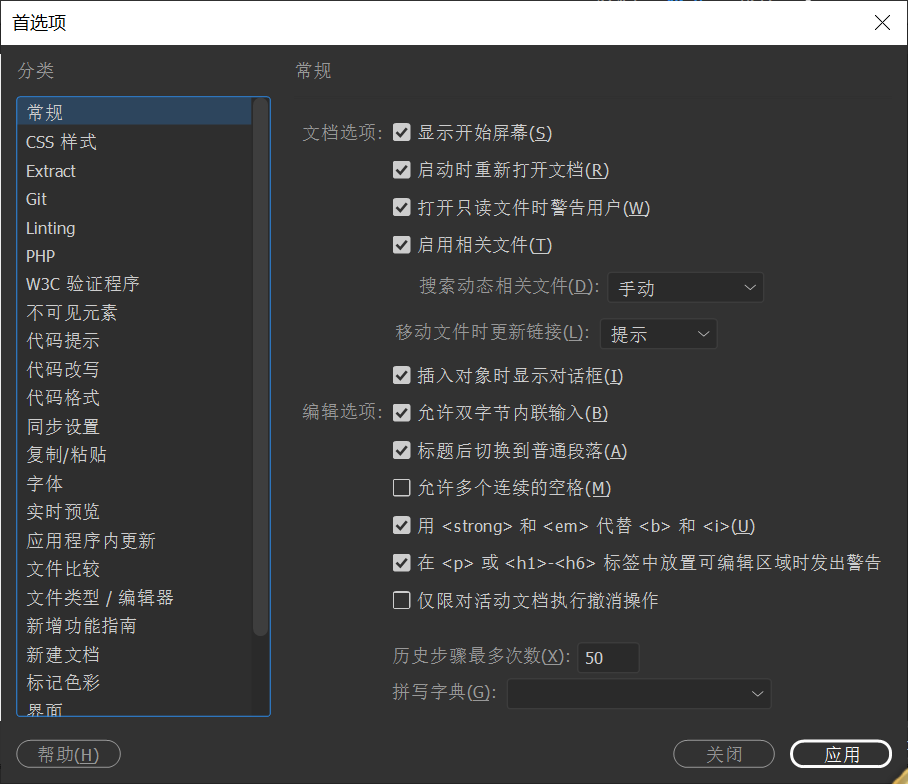 首选项
分类
常规
CSS 样式
Extract
Git
Linting
PHP
W3C 验证程序
不可见元素
代码提示
代码改写
代码格式
同步设置
复制/粘贴
字体
实时预览
应用程序内更新
文件比较
文件类型 / 编辑器
新增功能指南
新建文档
标记色彩
界面
常规
文档选项: 显示开始屏幕(S)
启动时重新打开文档(R)
打开只读文件时警告用户(W)
启用相关文件(T)
搜索动态相关文件(D): 手动
移动文件时更新链接(L): 提示
插入对象时显示对话框(I)
编辑选项: 允许双字节内联输入(B)
标题后切换到普通段落(A)
允许多个连续的空格(M)
用 <strong> 和 <em> 代替 <b> 和 <i>(U)
在 <p> 或 <h1>-<h6> 标签中放置可编辑区域时发出警告
仅限对活动文档执行撤消操作
历史步骤最多次数(X): 50
拼写字典(G):
帮助(H)
关闭
应用